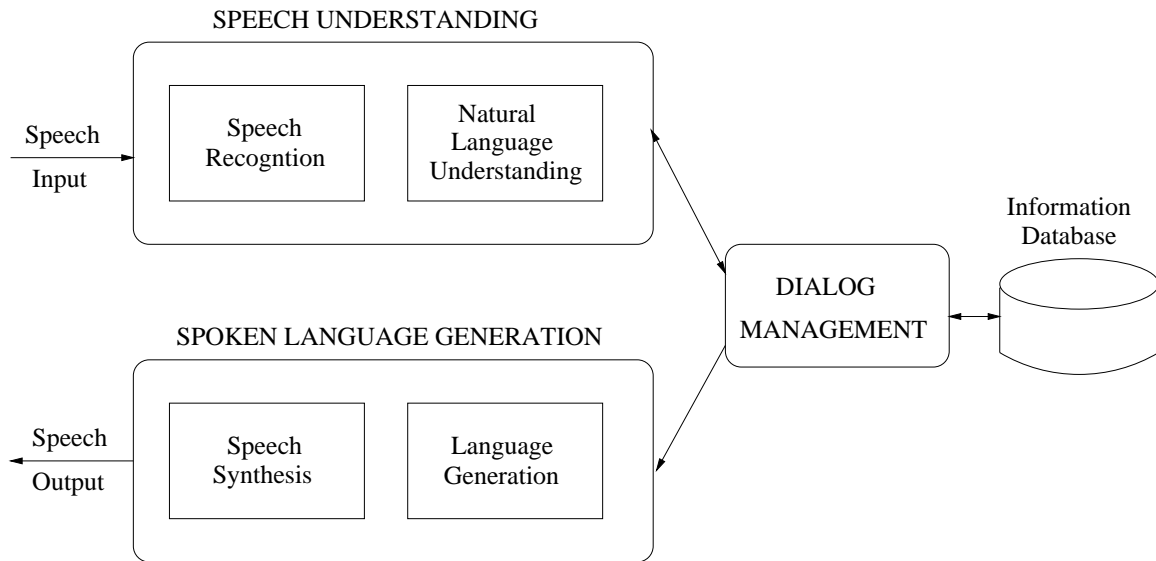 SPEECH UNDERSTANDING
Speech
Input
Speech
Recogntion
Natural
Language
Understanding
Information
Database
DIALOG
MANAGEMENT
SPOKEN LANGUAGE GENERATION
Speech
Output
Speech
Synthesis
Language
Generation